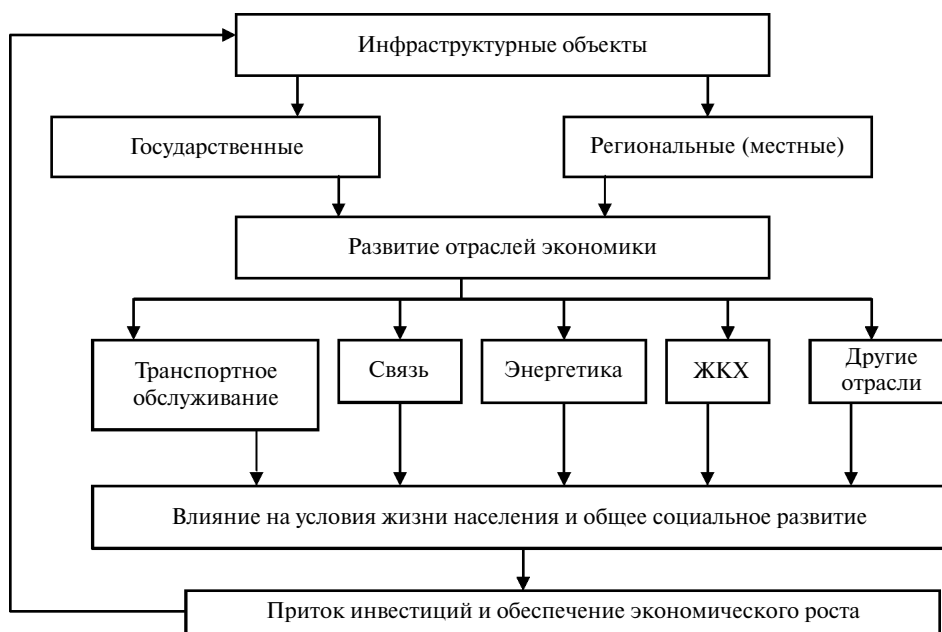 Инфраструктурные объекты
Государственные
Региональные (местные)
Развитие отраслей экономики
Транспортное
обслуживание
Связь
Энергетика
ЖКХ
Другие
отрасли
Влияние на условия жизни населения и общее социальное развитие
Приток инвестиций и обеспечение экономического роста